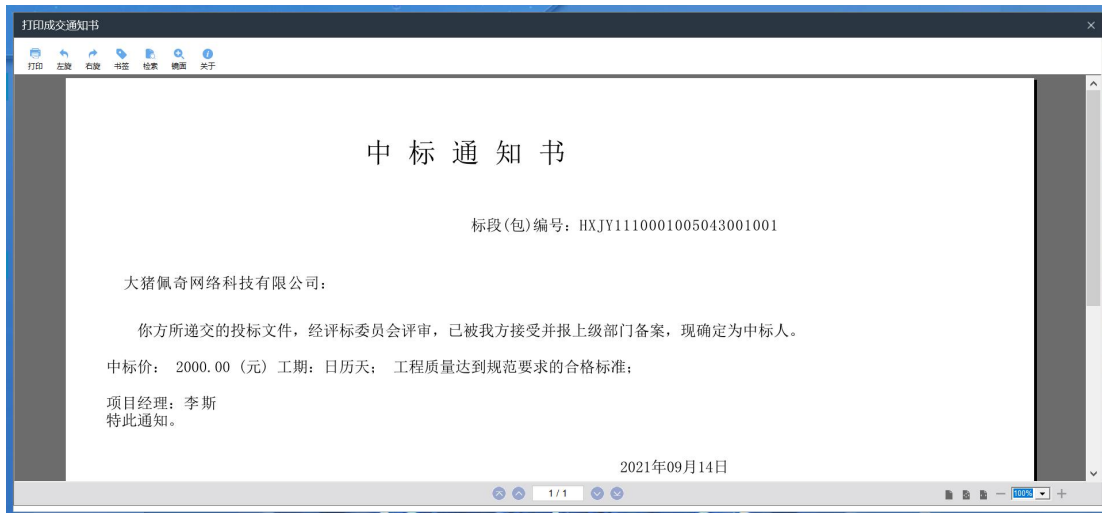 打印成交通知书
打印 左旋 右旋 书签 检索 镜面 关于
中标通知书
标段(包)编号: HXJY1110001005043001001
大猪佩奇网络科技有限公司:
你方所递交的投标文件, 经评标委员会评审, 已被我方接受并报上级部门备案, 现确定为中标人。
中标价: 2000.00 (元) 工期: 日历天; 工程质量达到规范要求的合格标准;
项目经理: 李斯
特此通知。
2021年09月14日
1/1 100%